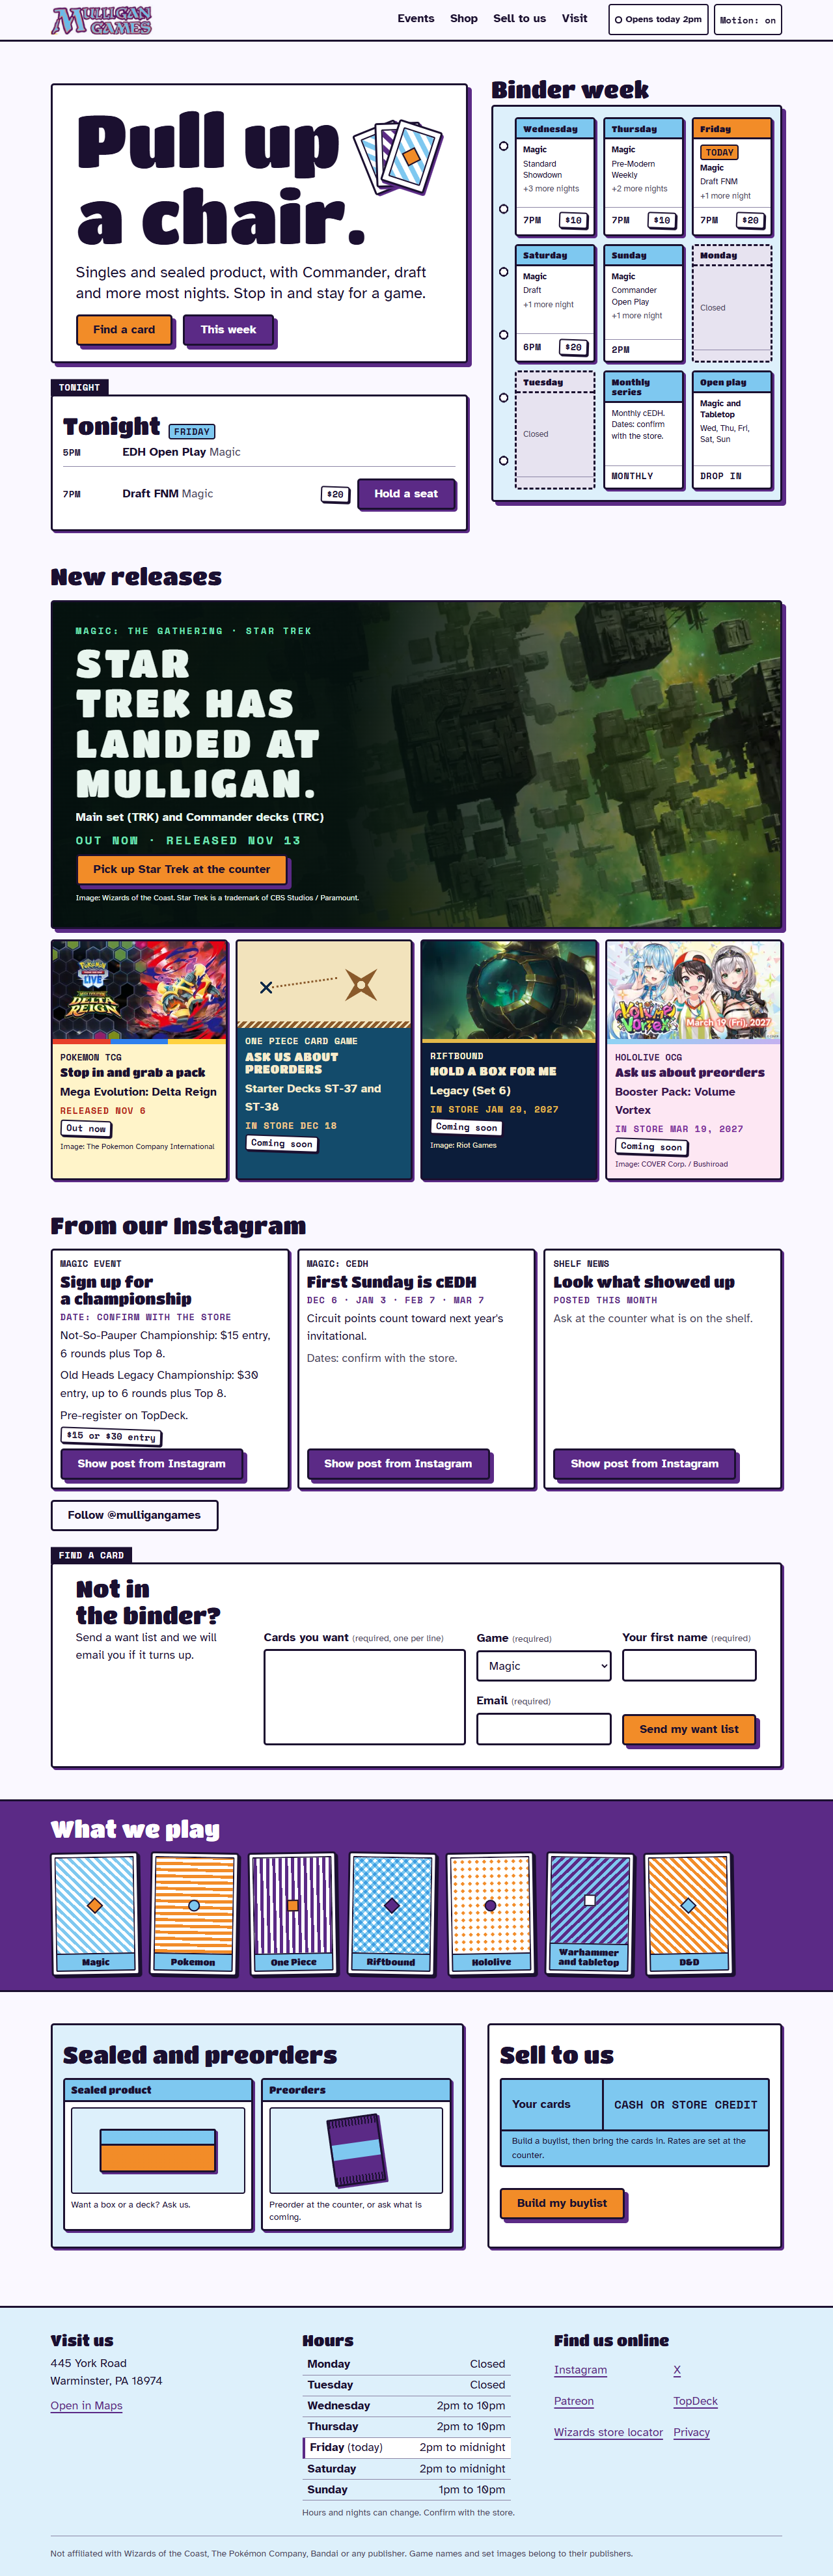 MULLIGAN
GAMES
Events Shop Sell to us Visit
Opens today 2pm
Motion: on
Pull up
a chair.
Singles and sealed product, with Commander, draft
and more most nights. Stop in and stay for a game.
Find a card
This week
Binder week
Wednesday
Magic
Standard
Showdown
+3 more nights
7PM
$10
Thursday
Magic
Pre-Modern
Weekly
+2 more nights
7PM
$10
Friday
TODAY
Magic
Draft FNM
+1 more night
7PM
$20
Saturday
Magic
Draft
+1 more night
6PM
$20
Sunday
Magic
Commander
Open Play
+1 more night
2PM
Monday
Closed
Tuesday
Closed
Monthly
series
Monthly cEDH.
Dates: confirm
with the store.
MONTHLY
Open play
Magic and
Tabletop
Wed, Thu, Fri,
Sat, Sun
DROP IN
TONIGHT
Tonight FRIDAY
5PM EDH Open Play Magic
7PM Draft FNM Magic $20 Hold a seat
New releases
MAGIC: THE GATHERING · STAR TREK
STAR
TREK HAS
LANDED AT
MULLIGAN.
Main set (TRK) and Commander decks (TRC)
OUT NOW · RELEASED NOV 13
Pick up Star Trek at the counter
Image: Wizards of the Coast. Star Trek is a trademark of CBS Studios / Paramount.
Pokémon
LIVE
DELTA
REIGN
POKEMON TCG
Stop in and grab a pack
Mega Evolution: Delta Reign
RELEASED NOV 6
Out now
Image: The Pokemon Company International
ONE PIECE CARD GAME
ASK US ABOUT
PREORDERS
Starter Decks ST-37 and
ST-38
IN STORE DEC 18
Coming soon
RIFTBOUND
HOLD A BOX FOR ME
Legacy (Set 6)
IN STORE JAN 29, 2027
Coming soon
Image: Riot Games
Volume
Vortex
March 19 (Fri), 2027
HOLOLIVE OCG
Ask us about preorders
Booster Pack: Volume
Vortex
IN STORE MAR 19, 2027
Coming soon
Image: COVER Corp. / Bushiroad
From our Instagram
MAGIC EVENT
Sign up for
a championship
DATE: CONFIRM WITH THE STORE
Not-So-Pauper Championship: $15 entry,
6 rounds plus Top 8.
Old Heads Legacy Championship: $30
entry, up to 6 rounds plus Top 8.
Pre-register on TopDeck.
$15 or $30 entry
Show post from Instagram
MAGIC: CEDH
First Sunday is cEDH
DEC 6 · JAN 3 · FEB 7 · MAR 7
Circuit points count toward next year's
invitational.
Dates: confirm with the store.
Show post from Instagram
SHELF NEWS
Look what showed up
POSTED THIS MONTH
Ask at the counter what is on the shelf.
Show post from Instagram
Follow @mulligangames
FIND A CARD
Not in
the binder?
Send a want list and we will
email you if it turns up.
Cards you want (required, one per line)
Game (required)
Magic
Your first name (required)
Email (required)
Send my want list
What we play
Magic
Pokemon
One Piece
Riftbound
Hololive
Warhammer
and tabletop
D&D
Sealed and preorders
Sealed product
Want a box or a deck? Ask us.
Preorders
Preorder at the counter, or ask what is
coming.
Sell to us
Your cards
CASH OR STORE CREDIT
Build a buylist, then bring the cards in. Rates are set at the
counter.
Build my buylist
Visit us
445 York Road
Warminster, PA 18974
Open in Maps
Hours
Monday Closed
Tuesday Closed
Wednesday 2pm to 10pm
Thursday 2pm to 10pm
Friday (today) 2pm to midnight
Saturday 2pm to midnight
Sunday 1pm to 10pm
Hours and nights can change. Confirm with the store.
Find us online
Instagram X
Patreon TopDeck
Wizards store locator Privacy
Not affiliated with Wizards of the Coast, The Pokémon Company, Bandai or any publisher. Game names and set images belong to their publishers.